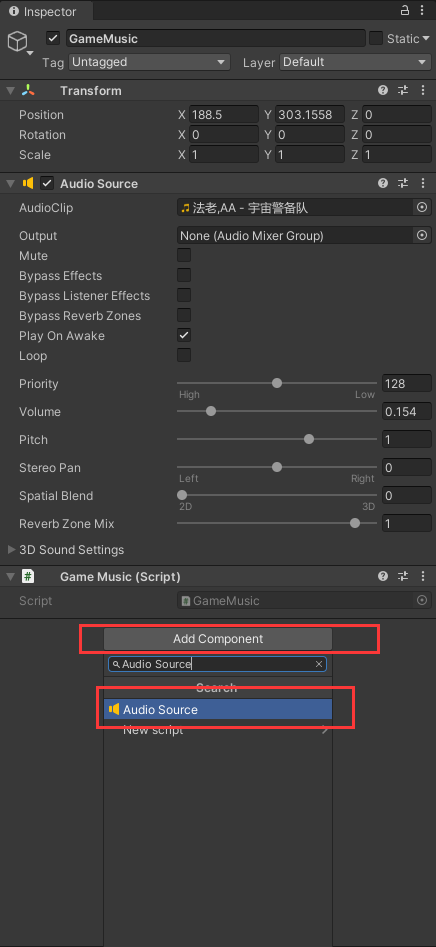 Inspector
GameMusic Static
Tag Untagged Layer Default
Transform
Position X 188.5 Y 303.1558 Z 0
Rotation X 0 Y 0 Z 0
Scale X 1 Y 1 Z 1
Audio Source
AudioClip 法老,AA - 宇宙警备队
Output None (Audio Mixer Group)
Mute
Bypass Effects
Bypass Listener Effects
Bypass Reverb Zones
Play On Awake
Loop
Priority 128
High Low
Volume 0.154
Pitch 1
Stereo Pan 0
Left Right
Spatial Blend 0
2D 3D
Reverb Zone Mix 1
3D Sound Settings
# Game Music (Script)
Script # GameMusic
Add Component
Audio Source
Search
Audio Source
New script